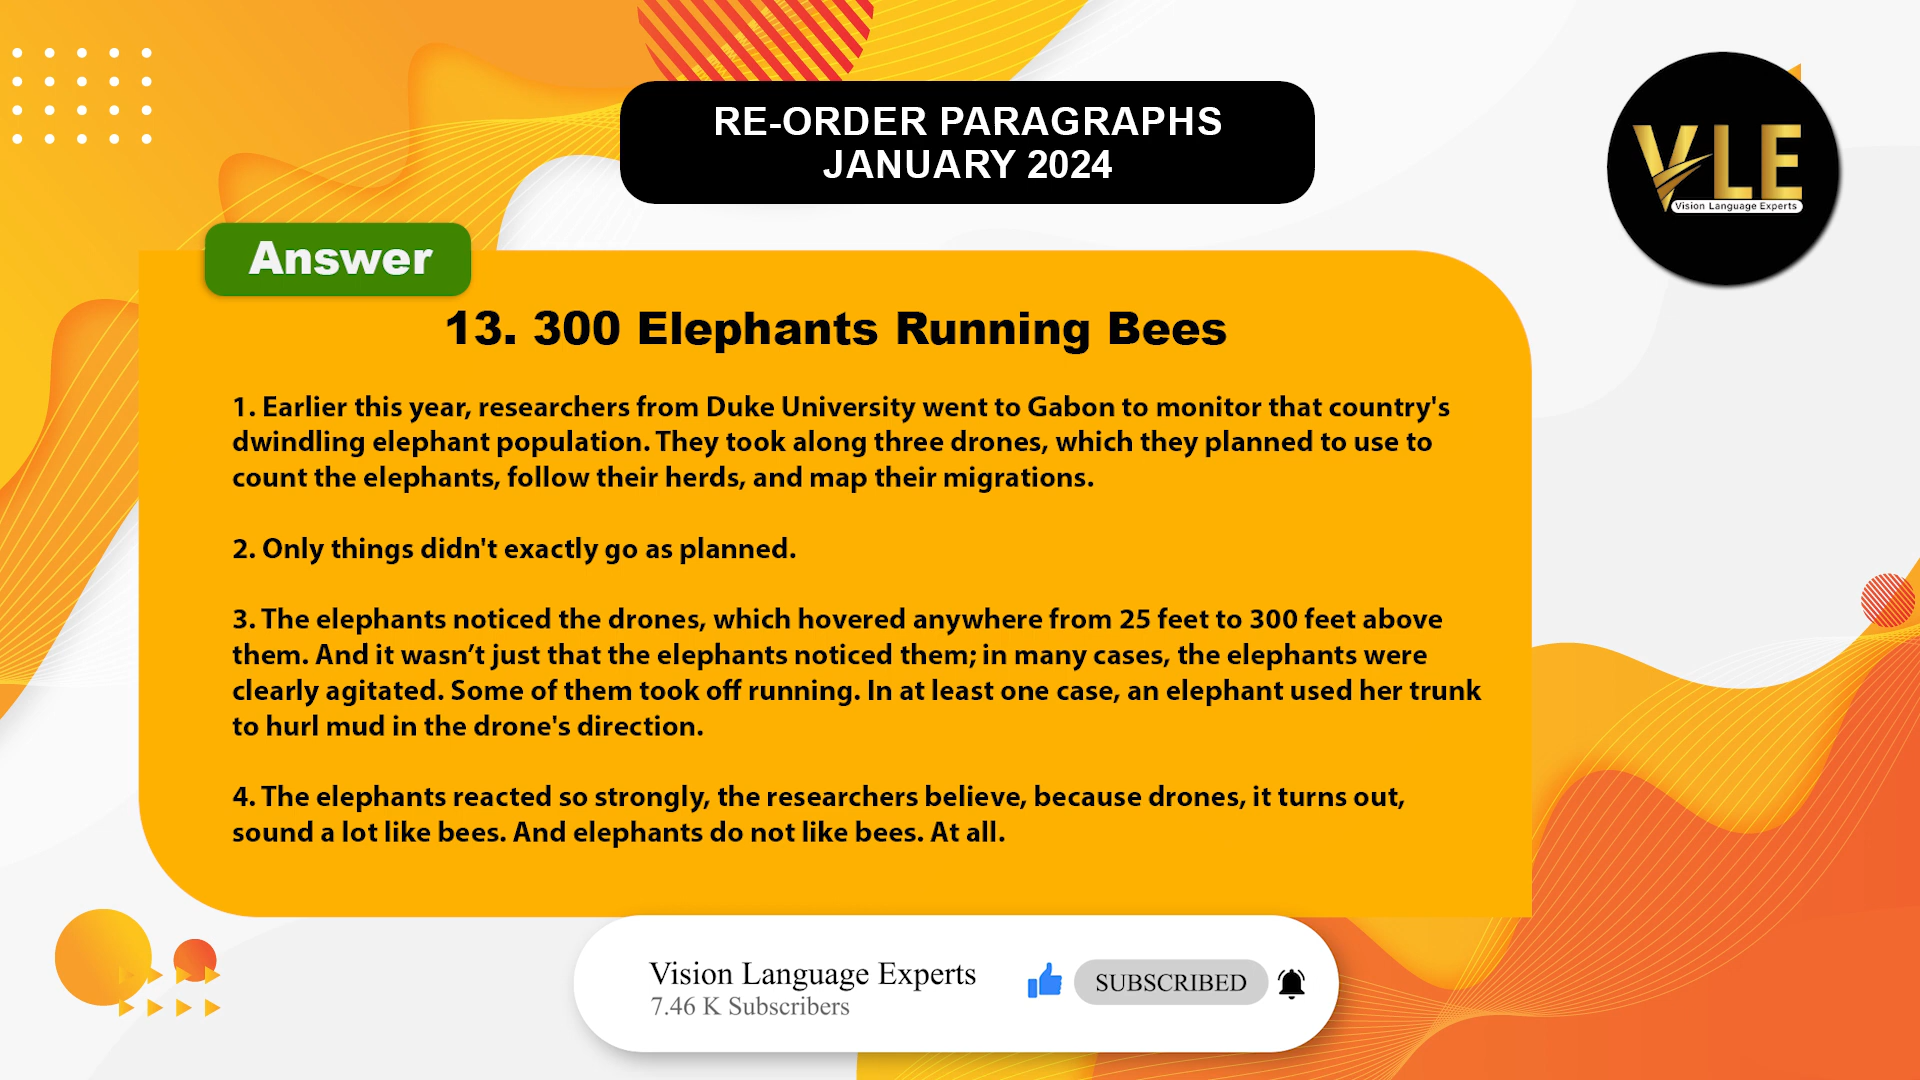 RE-ORDER PARAGRAPHS
JANUARY 2024
VLE
Vision Language Experts
Answer
13. 300 Elephants Running Bees
1. Earlier this year, researchers from Duke University went to Gabon to monitor that country's
dwindling elephant population. They took along three drones, which they planned to use to
count the elephants, follow their herds, and map their migrations.
2. Only things didn't exactly go as planned.
3. The elephants noticed the drones, which hovered anywhere from 25 feet to 300 feet above
them. And it wasn’t just that the elephants noticed them; in many cases, the elephants were
clearly agitated. Some of them took off running. In at least one case, an elephant used her trunk
to hurl mud in the drone's direction.
4. The elephants reacted so strongly, the researchers believe, because drones, it turns out,
sound a lot like bees. And elephants do not like bees. At all.
Vision Language Experts
7.46 K Subscribers
SUBSCRIBED